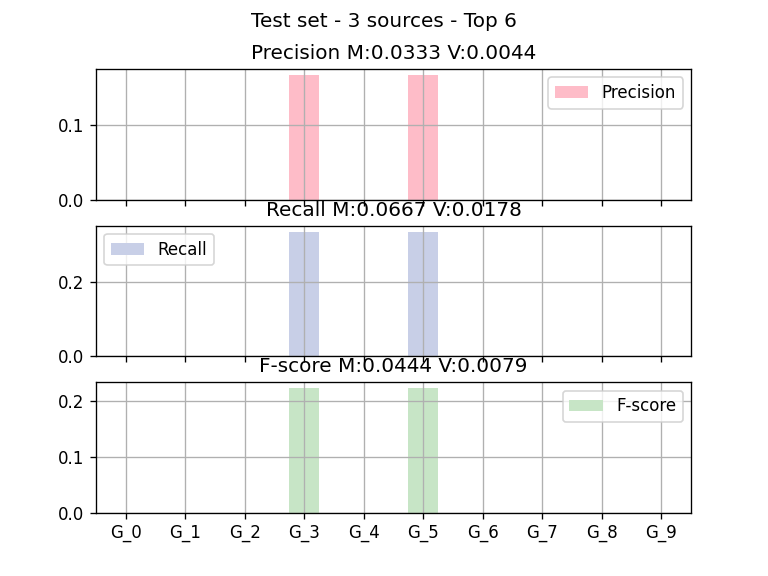 Test set - 3 sources - Top 6
Precision M:0.0333 V:0.0044
Precision
0.1
0.0
Recall M:0.0667 V:0.0178
Recall
0.2
0.0
F-score M:0.0444 V:0.0079
F-score
0.2
0.1
0.0
G_0 G_1 G_2 G_3 G_4 G_5 G_6 G_7 G_8 G_9